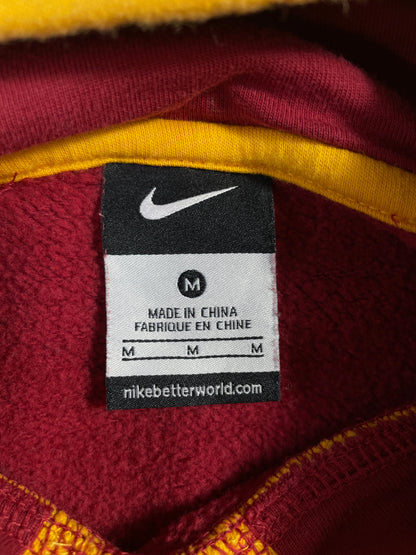 M
MADE IN CHINA
FABRIQUE EN CHINE
M M M
nikebetterworld.com